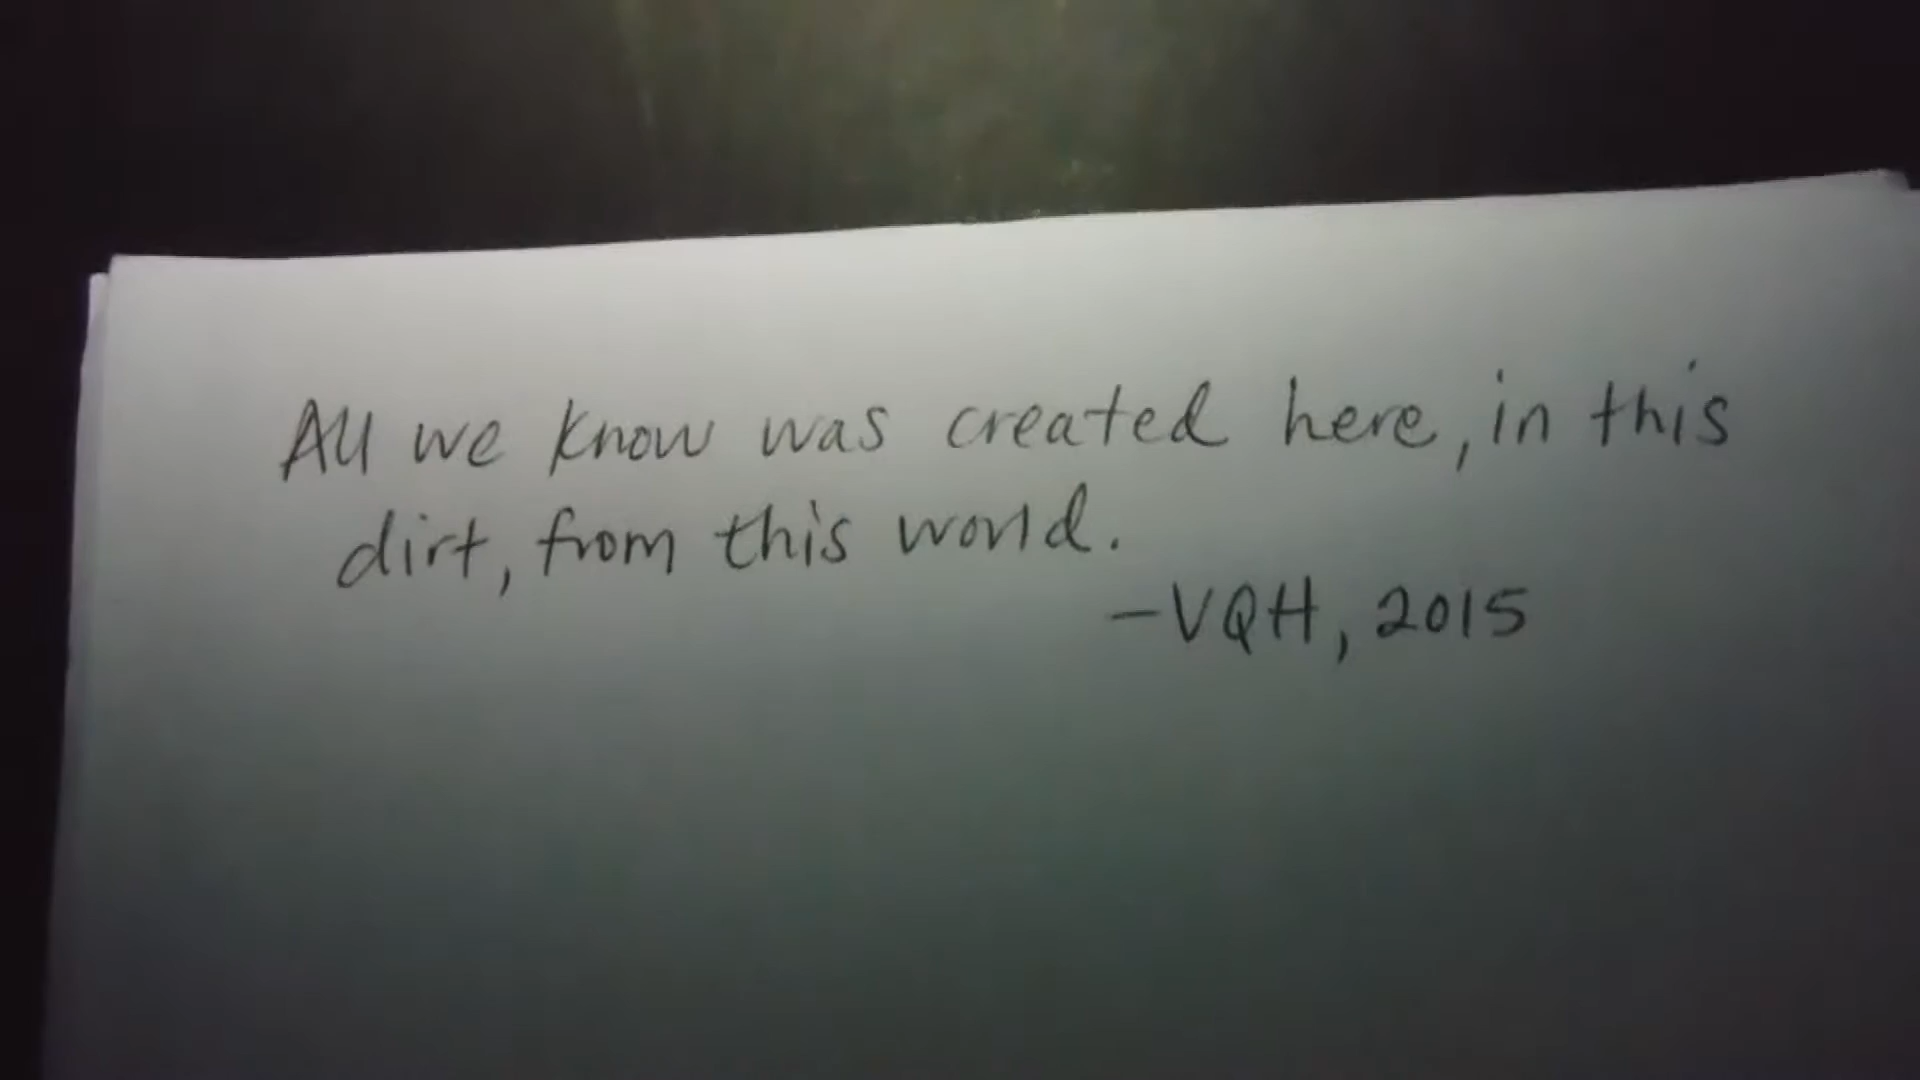 All we know was created here, in this
dirt, from this world.
-VQH, 2015